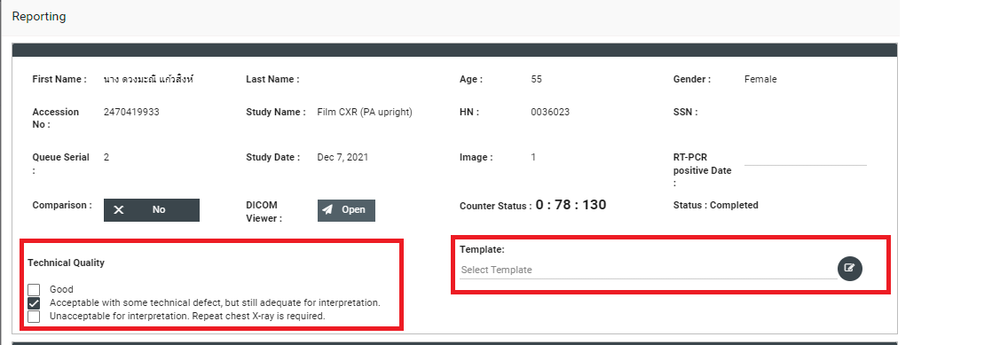 Reporting
First Name : นาง ดวงมะณี แก้วสิงห์ Last Name : Age : 55 Gender : Female
Accession No : 2470419933 Study Name : Film CXR (PA upright) HN : 0036023 SSN :
Queue Serial : 2 Study Date : Dec 7, 2021 Image : 1 RT-PCR positive Date :
Comparison : No DICOM Viewer : Open Counter Status : 0 : 78 : 130 Status : Completed
Technical Quality
Good
Acceptable with some technical defect, but still adequate for interpretation.
Unacceptable for interpretation. Repeat chest X-ray is required.
Template:
Select Template